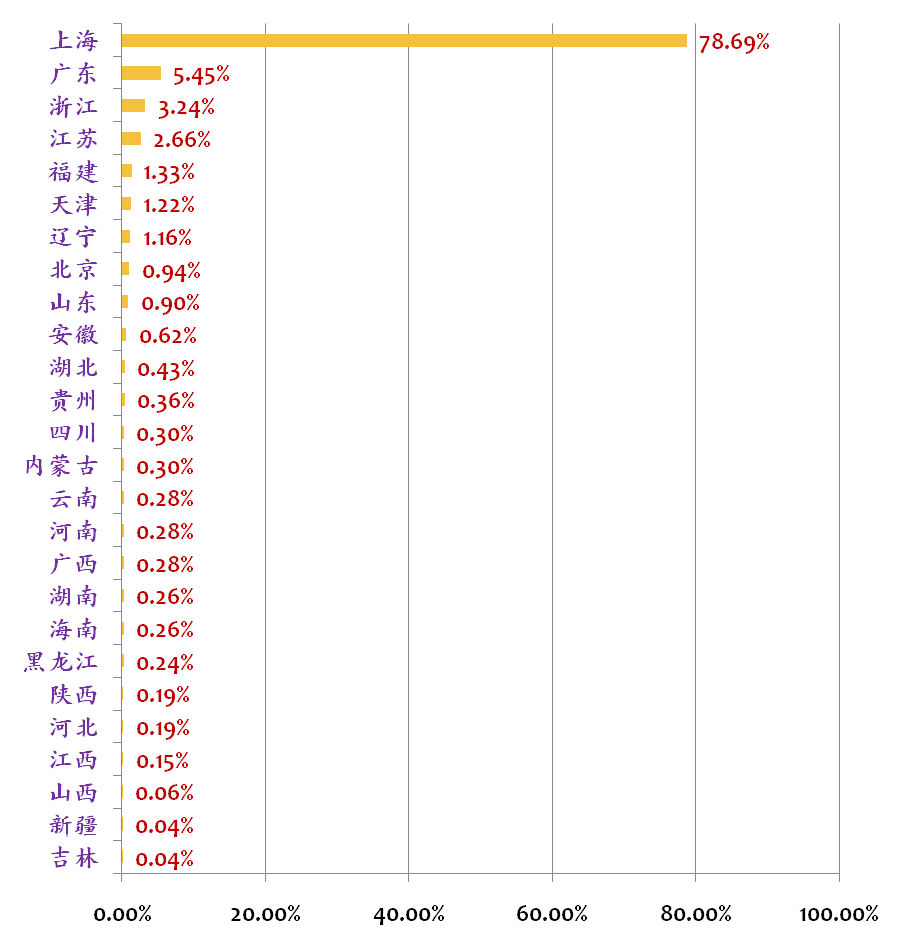 上海 78.69%
广东 5.45%
浙江 3.24%
江苏 2.66%
福建 1.33%
天津 1.22%
辽宁 1.16%
北京 0.94%
山东 0.90%
安徽 0.62%
湖北 0.43%
贵州 0.36%
四川 0.30%
内蒙古 0.30%
云南 0.28%
河南 0.28%
广西 0.28%
湖南 0.26%
海南 0.26%
黑龙江 0.24%
陕西 0.19%
河北 0.19%
江西 0.15%
山西 0.06%
新疆 0.04%
吉林 0.04%
0.00% 20.00% 40.00% 60.00% 80.00% 100.00%